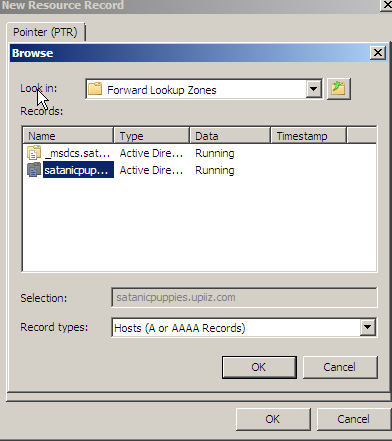 New Resource Record
Pointer (PTR)
Browse
Look in: Forward Lookup Zones
Records:
Name Type Data Timestamp
_msdcs.sat... Active Dire... Running
satanicpup... Active Dire... Running
Selection: satanicpuppies.upiiz.com
Record types: Hosts (A or AAAA Records)
OK Cancel
OK Cancel